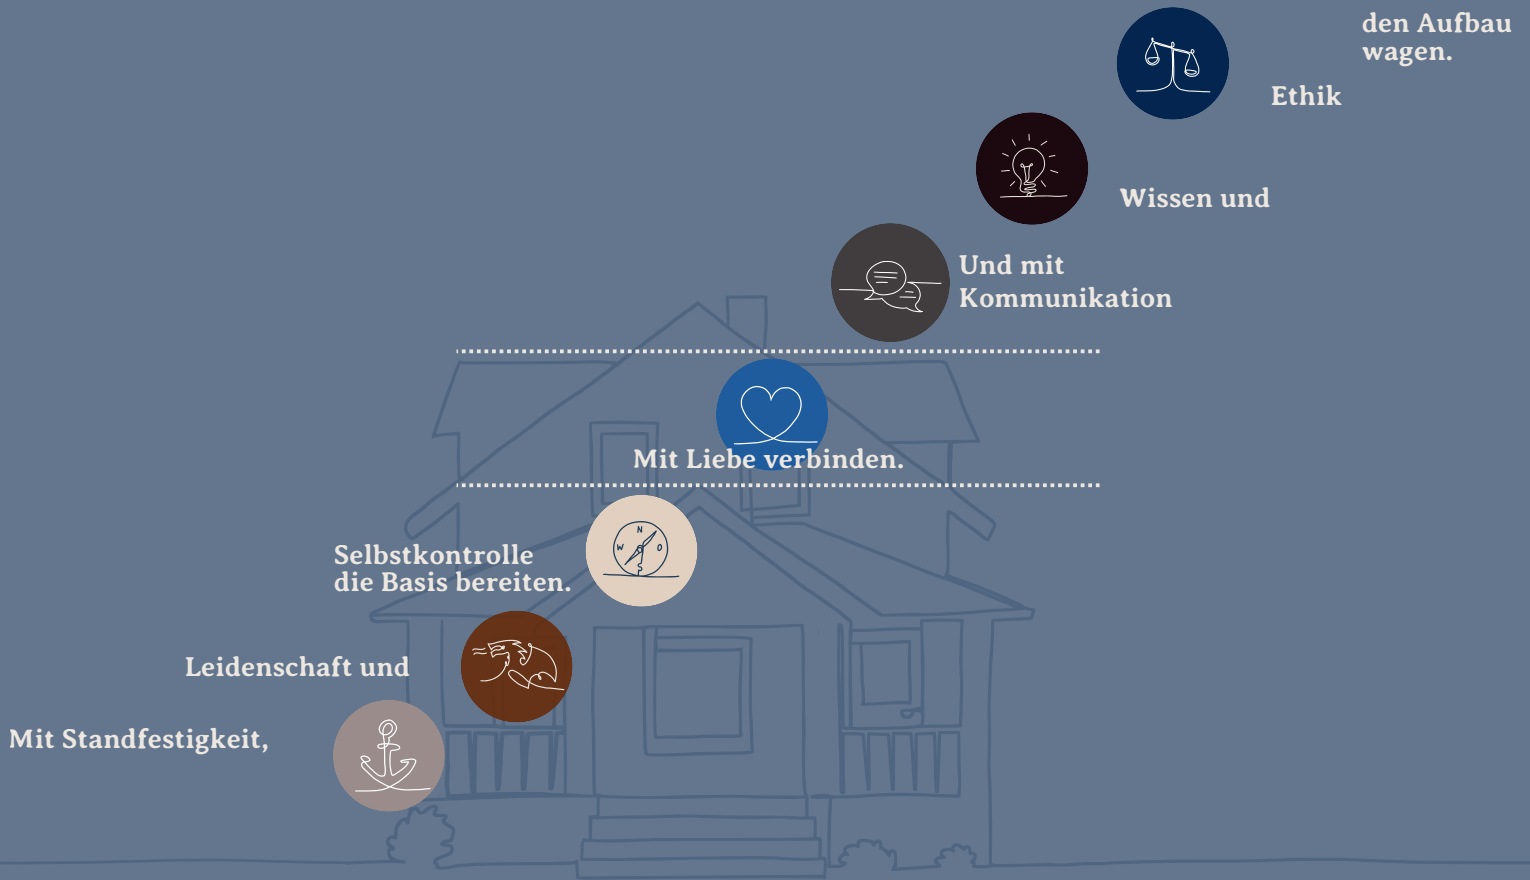 den Aufbau
wagen.
Ethik
Wissen und
Und mit
Kommunikation
Mit Liebe verbinden.
N
W
O
S
Selbstkontrolle
die Basis bereiten.
Leidenschaft und
Mit Standfestigkeit,